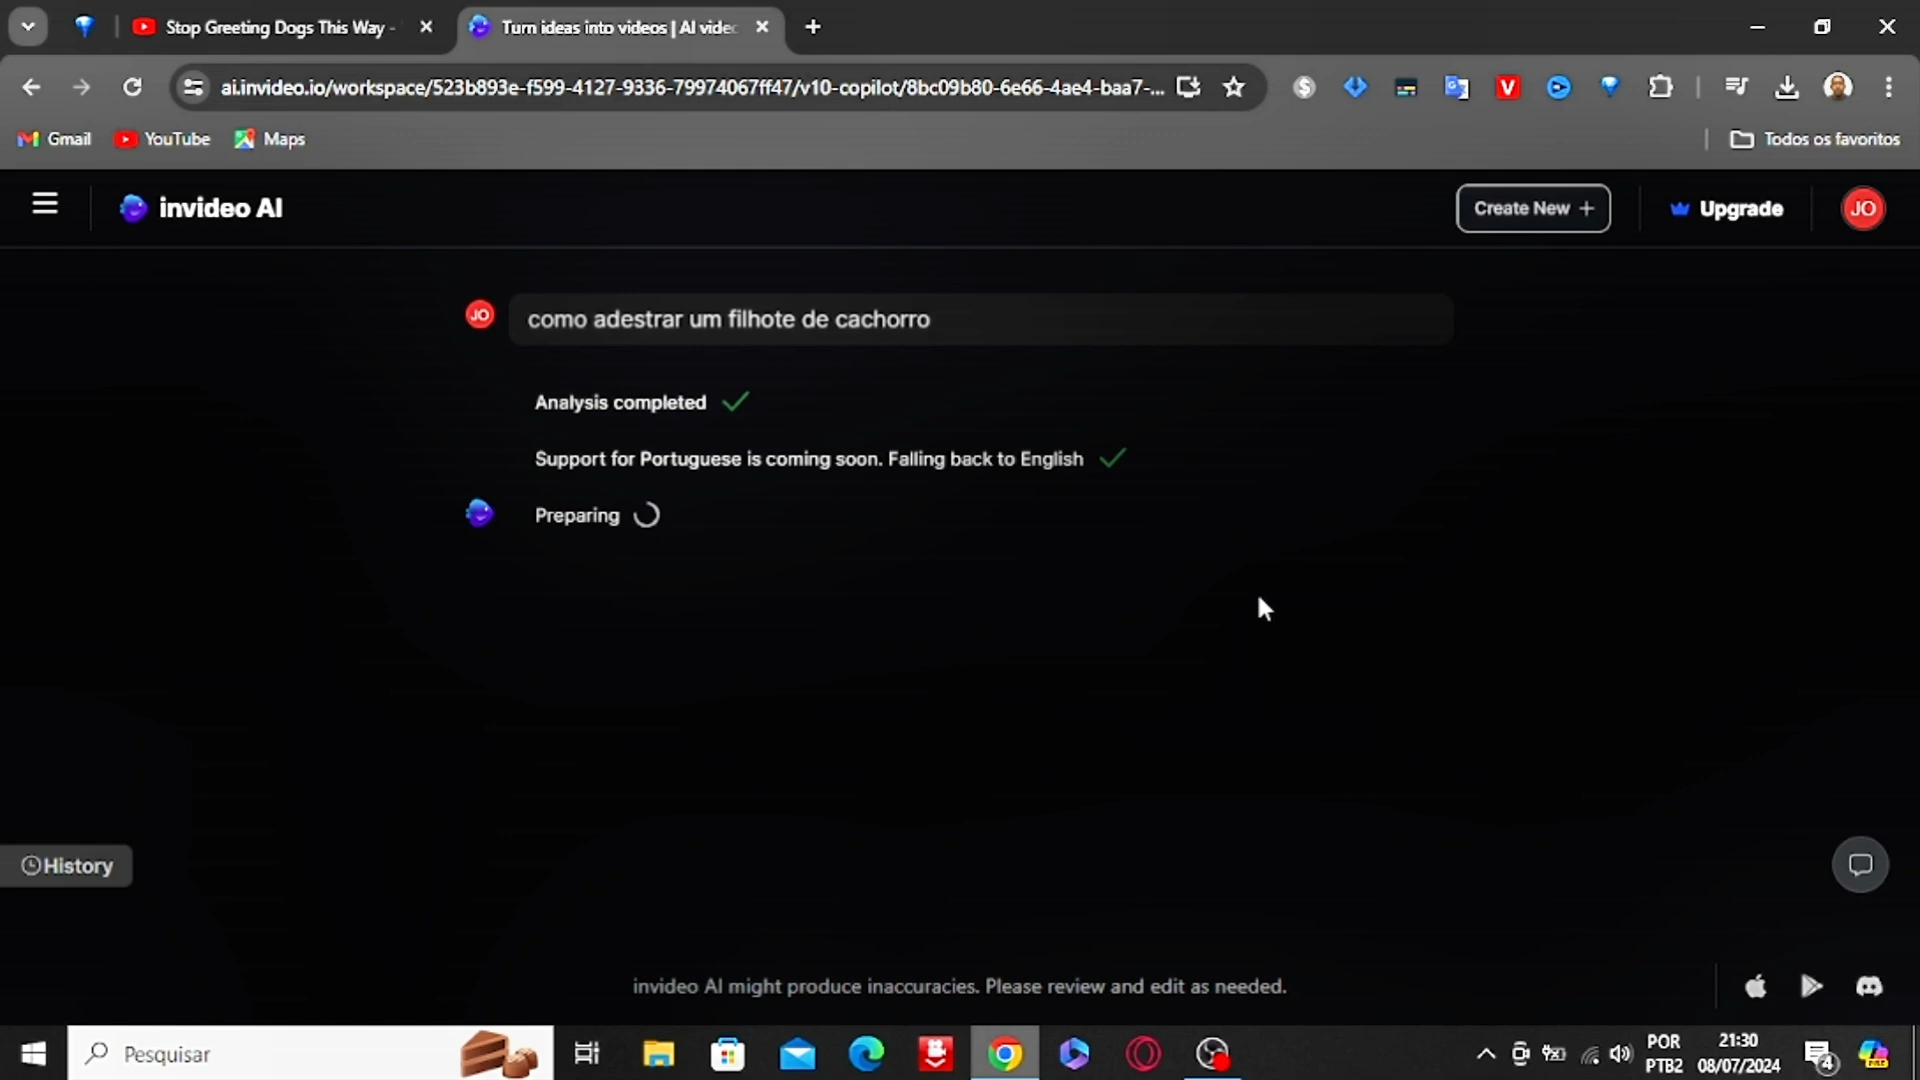 Stop Greeting Dogs This Way -
Turn ideas into videos | AI vide
ai.invideo.io/workspace/523b893e-f599-4127-9336-79974067ff47/v10-copilot/8bc09b80-6e66-4ae4-baa7-...
Gmail
YouTube
Maps
Todos os favoritos
invideo AI
Create New +
Upgrade
JO
JO
como adestrar um filhote de cachorro
Analysis completed
Support for Portuguese is coming soon. Falling back to English
Preparing
History
invideo AI might produce inaccuracies. Please review and edit as needed.
Pesquisar
POR
PTB2
21:30
08/07/2024
4